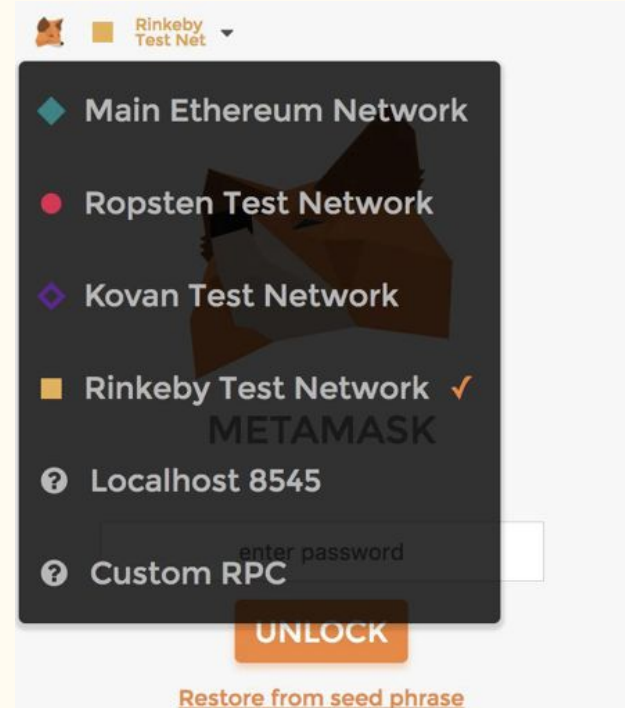 Rinkeby
Test Net
Main Ethereum Network
Ropsten Test Network
Kovan Test Network
Rinkeby Test Network ✓
METAMASK
Localhost 8545
enter password
Custom RPC
UNLOCK
Restore from seed phrase